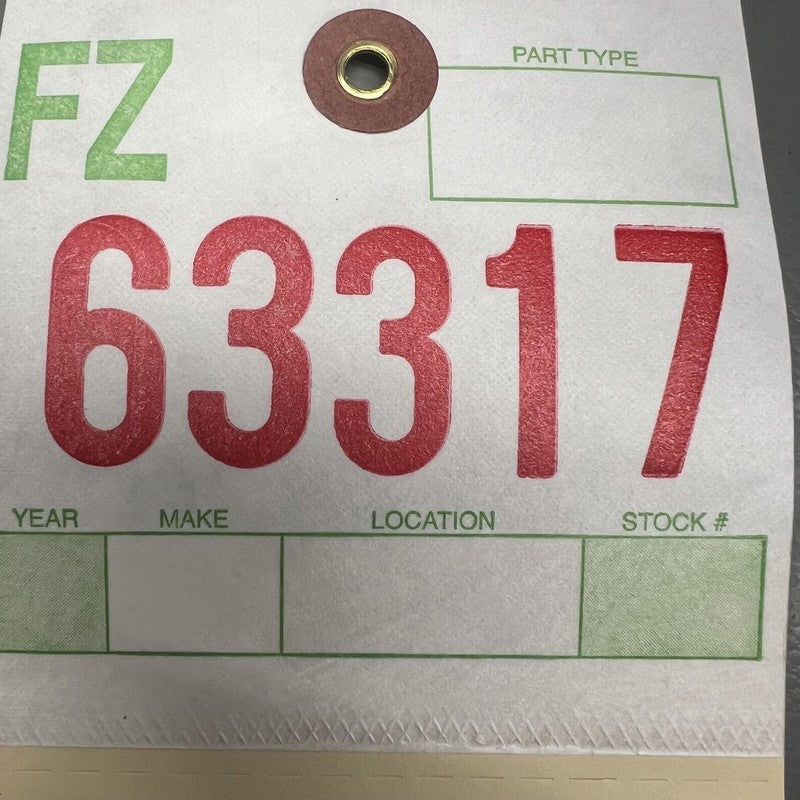 FZ
PART TYPE
63317
YEAR MAKE LOCATION STOCK #